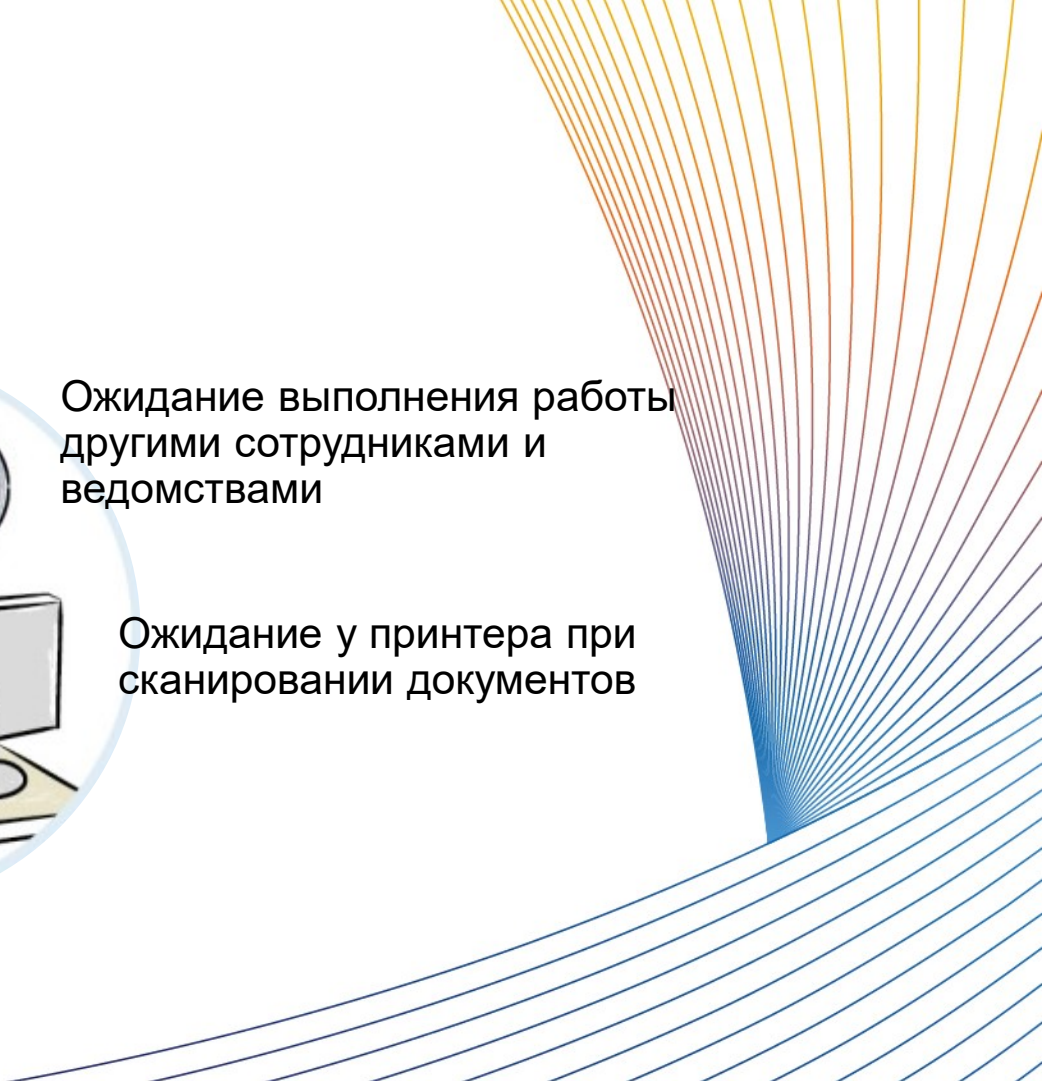 Ожидание выполнения работы
другими сотрудниками и
ведомствами
Ожидание у принтера при
сканировании документов